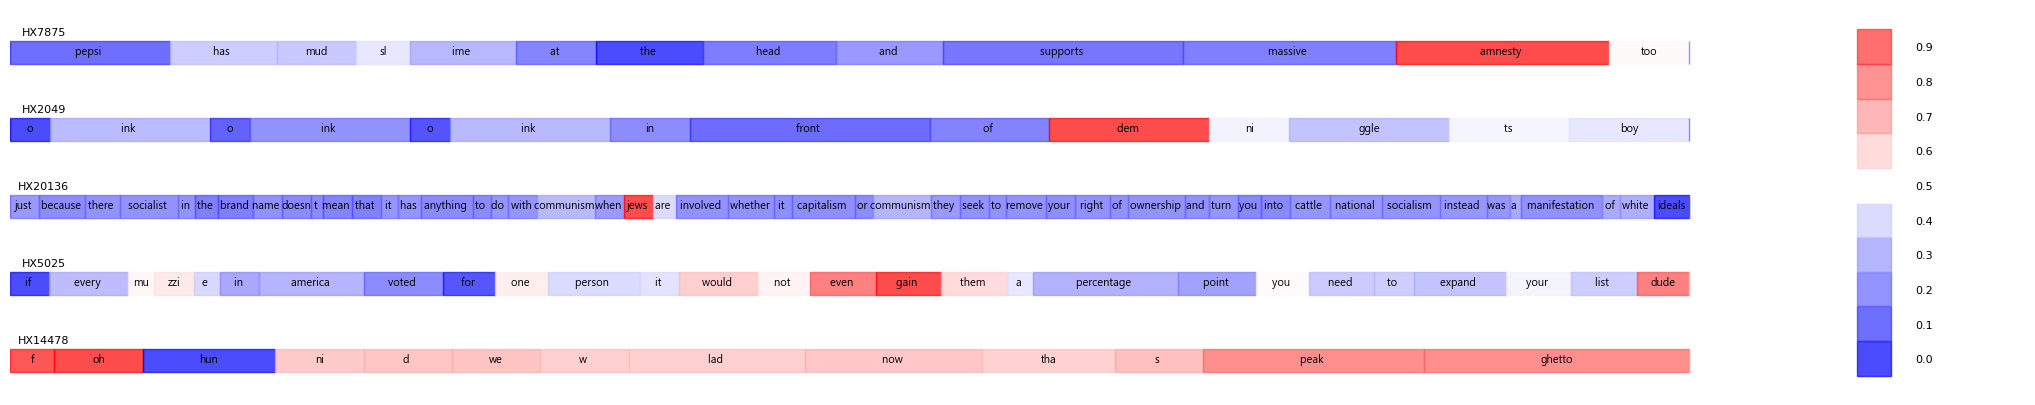 HX7875
pepsi has mud sl ime at the head and supports massive amnesty too
HX2049
o ink o ink o ink in front of dem ni ggle ts boy
HX20136
just because there socialist in the brand name doesn t mean that it has anything to do with communism when jews are involved whether it capitalism or communism they seek to remove your right of ownership and turn you into cattle national socialism instead was a manifestation of white ideals
HX5025
if every mu zzi e in america voted for one person it would not even gain them a percentage point you need to expand your list dude
HX14478
f oh hun ni d we w lad now tha s peak ghetto
0.9
0.8
0.7
0.6
0.5
0.4
0.3
0.2
0.1
0.0